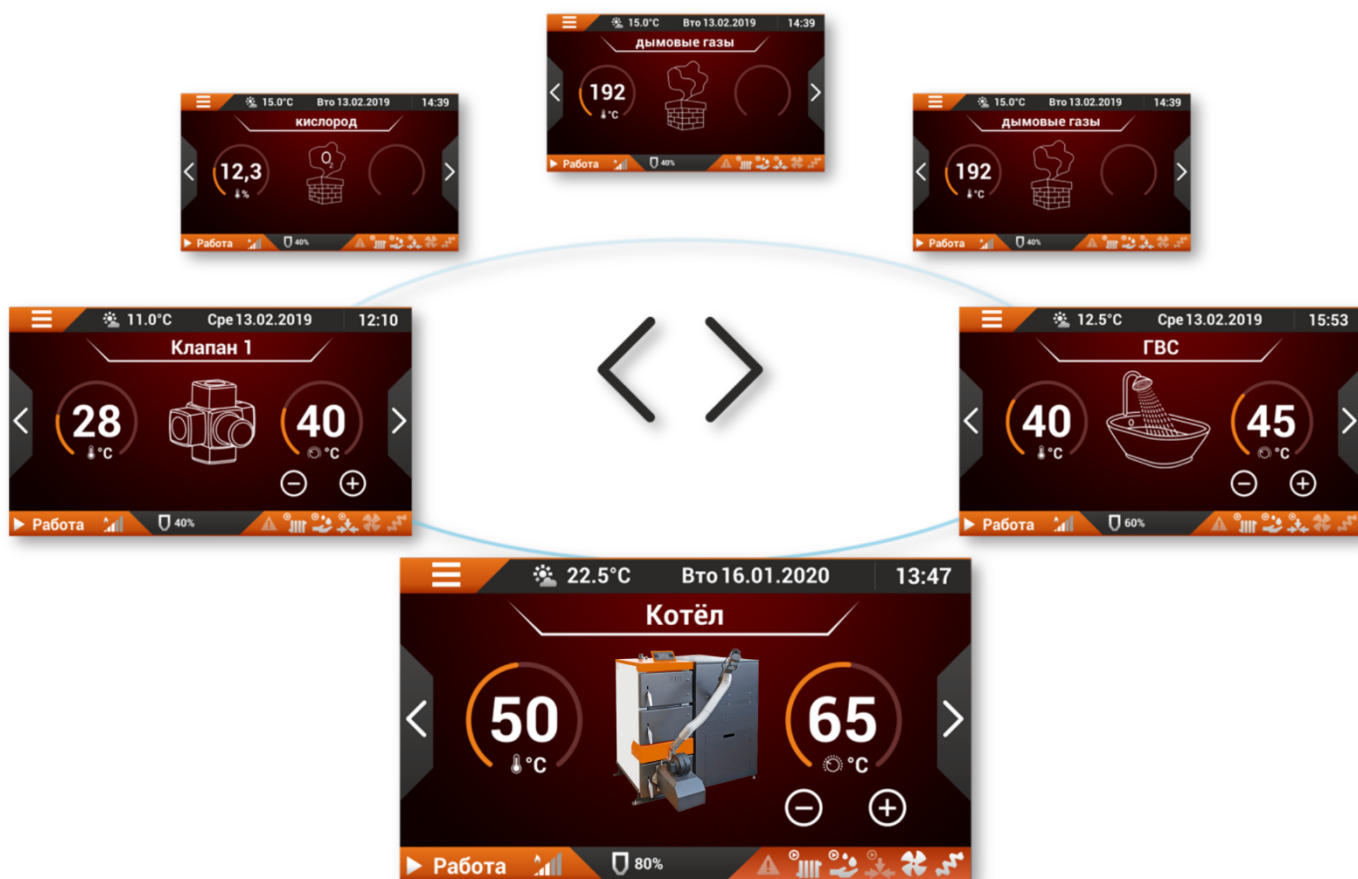 15.0°C Вто 13.02.2019 14:39
дымовые газы
192
°C
Работа 40%
15.0°C Вто 13.02.2019 14:39
кислород
O2
12,3
%
Работа 40%
15.0°C Вто 13.02.2019 14:39
дымовые газы
192
°C
Работа 40%
11.0°C Сре 13.02.2019 12:10
Клапан 1
28 40
°C °C
Работа 40%
12.5°C Сре 13.02.2019 15:53
ГВС
40 45
°C °C
Работа 60%
22.5°C Вто 16.01.2020 13:47
Котёл
50 65
°C °C
Работа 80%